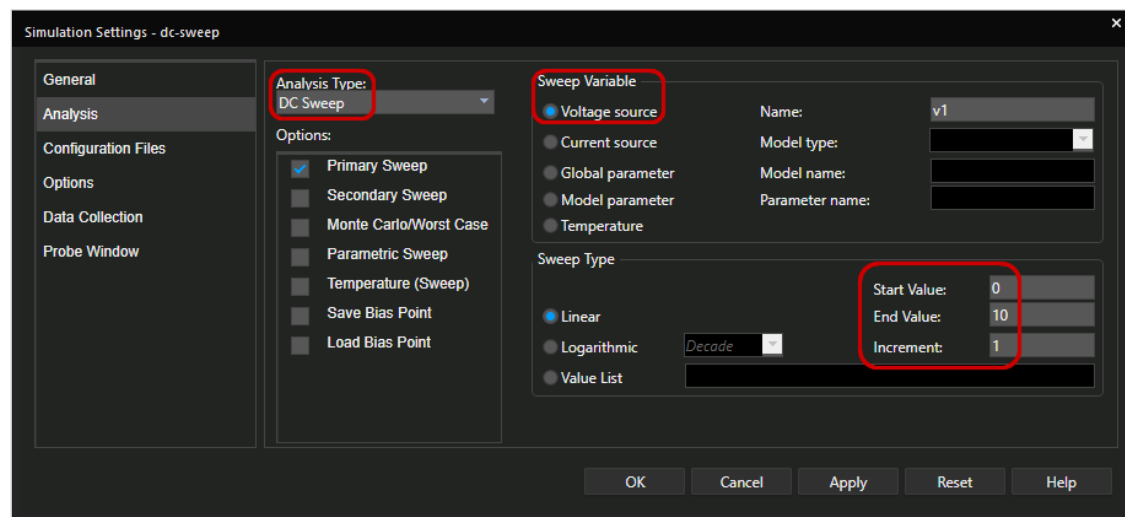 Simulation Settings - dc-sweep
×
General
Analysis
Configuration Files
Options
Data Collection
Probe Window
Analysis Type:
DC Sweep
Options:
Primary Sweep
Secondary Sweep
Monte Carlo/Worst Case
Parametric Sweep
Temperature (Sweep)
Save Bias Point
Load Bias Point
Sweep Variable
Voltage source Name: v1
Current source Model type:
Global parameter Model name:
Model parameter Parameter name:
Temperature
Sweep Type
Start Value: 0
Linear End Value: 10
Logarithmic Decade Increment: 1
Value List
OK Cancel Apply Reset Help